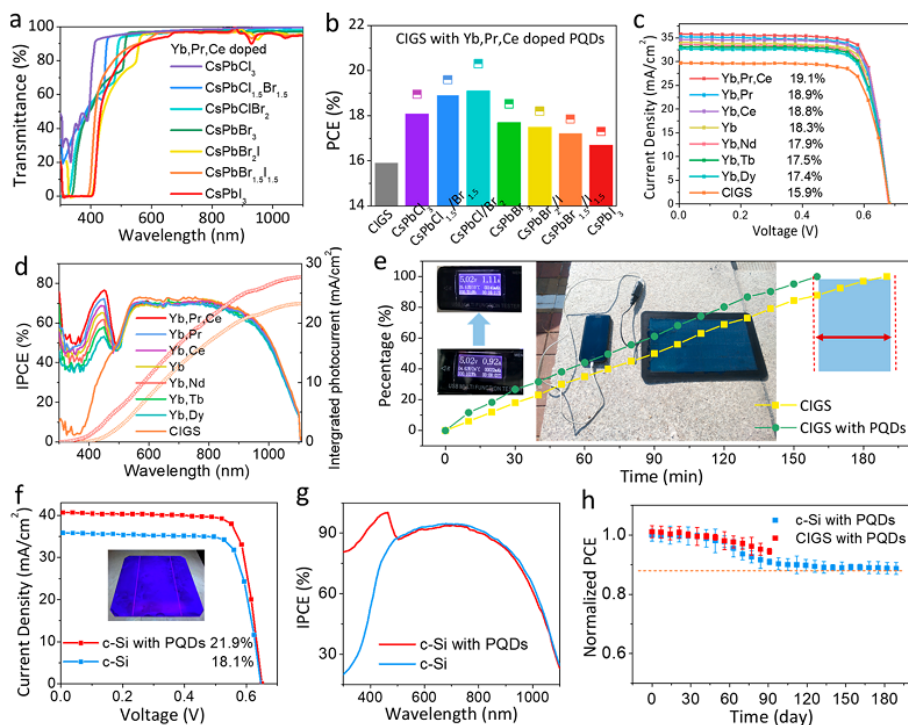 a
Transmittance (%)
100
80
60
40
20
0
400 600 800 1000
Wavelength (nm)
Yb,Pr,Ce doped
CsPbCl3
CsPbCl1.5Br1.5
CsPbClBr2
CsPbBr3
CsPbBr2I
CsPbBr1.5I1.5
CsPbI3
b
CIGS with Yb,Pr,Ce doped PQDs
PCE (%)
22
20
18
16
14
CIGS
CsPbCl3
CsPbCl1.5/Br1.5
CsPbCl/Br2
CsPbBr3
CsPbBr2/I
CsPbBr1.5/I1.5
CsPbI3
c
Current Density (mA/cm2)
35
30
25
20
15
10
5
0
0.0 0.2 0.4 0.6
Voltage (V)
Yb,Pr,Ce 19.1%
Yb,Pr 18.9%
Yb,Ce 18.8%
Yb 18.3%
Yb,Nd 17.9%
Yb,Tb 17.5%
Yb,Dy 17.4%
CIGS 15.9%
d
IPCE (%)
80
60
40
20
0
400 600 800 1000
Wavelength (nm)
30
20
10
0
Intergrated photocurrent (mA/cm2)
Yb,Pr,Ce
Yb,Pr
Yb,Ce
Yb
Yb,Nd
Yb,Tb
Yb,Dy
CIGS
e
Percentage (%)
100%
80%
60%
40%
20%
0%
5.02V 1.11A
5.02V 0.92A
USB MULTIFUNCTION
0 30 60 90 120 150 180
Time (min)
CIGS
CIGS with PQDs
f
Current Density (mA/cm2)
40
30
20
10
0
0.0 0.2 0.4 0.6
Voltage (V)
c-Si with PQDs 21.9%
c-Si 18.1%
g
IPCE (%)
90
60
30
400 600 800 1000
Wavelength (nm)
c-Si with PQDs
c-Si
h
Normalized PCE
1.0
0.8
0.6
0 30 60 90 120 150 180
Time (day)
c-Si with PQDs
CIGS with PQDs